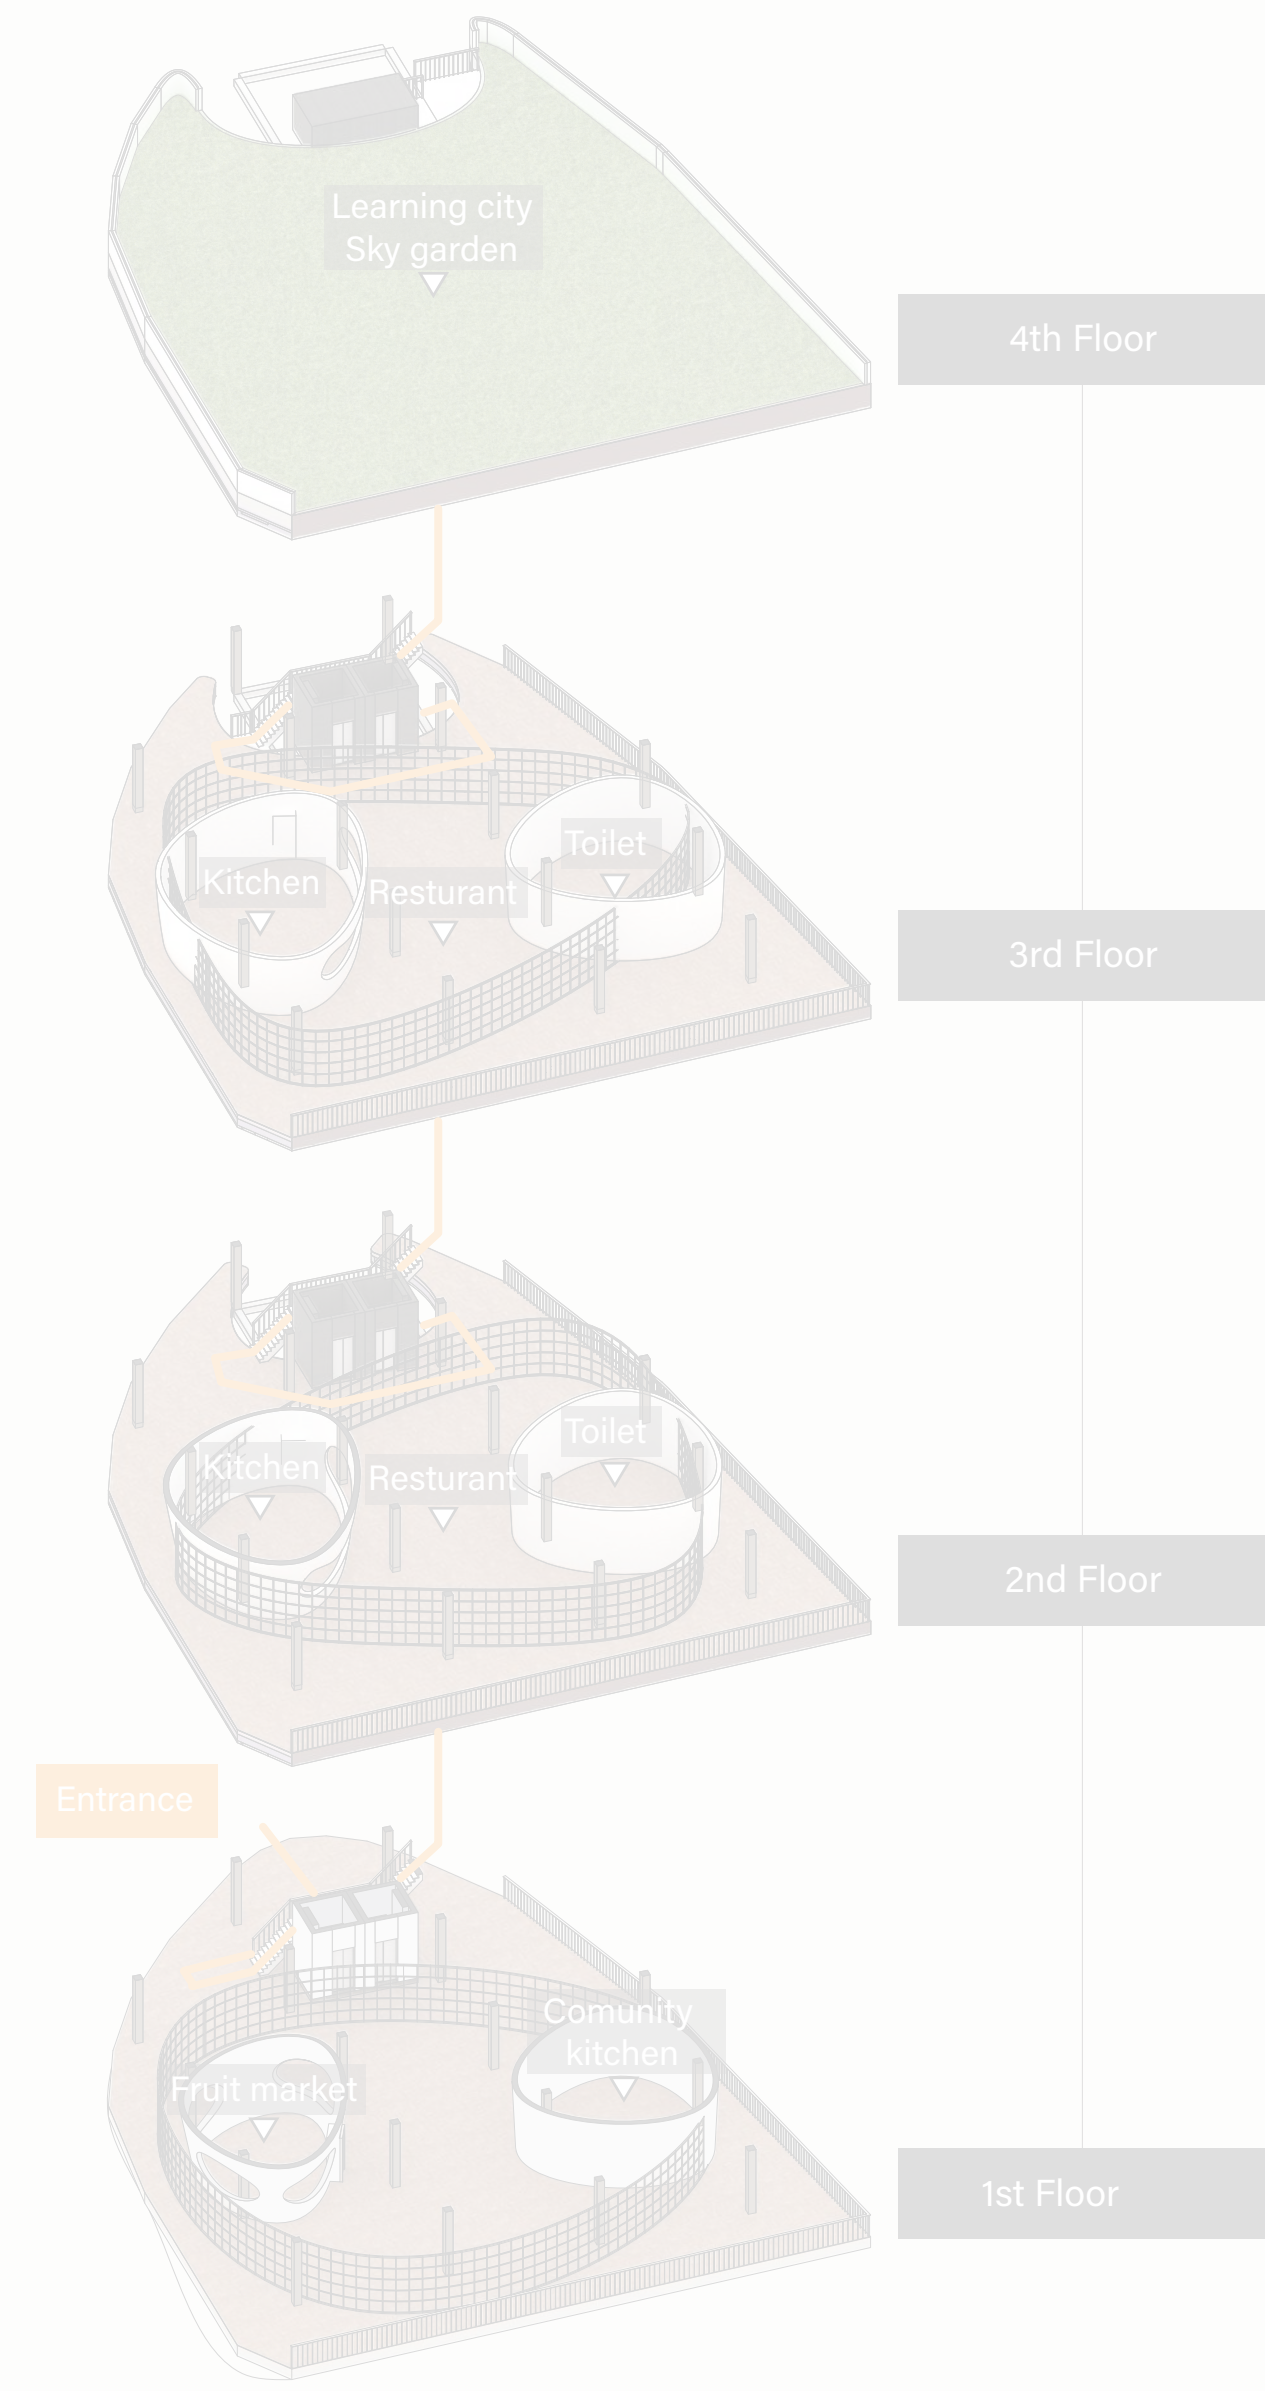 Learning city
Sky garden
4th Floor
Toilet
Kitchen
Resturant
3rd Floor
Toilet
Kitchen
Resturant
2nd Floor
Entrance
Comunity
kitchen
Fruit market
1st Floor